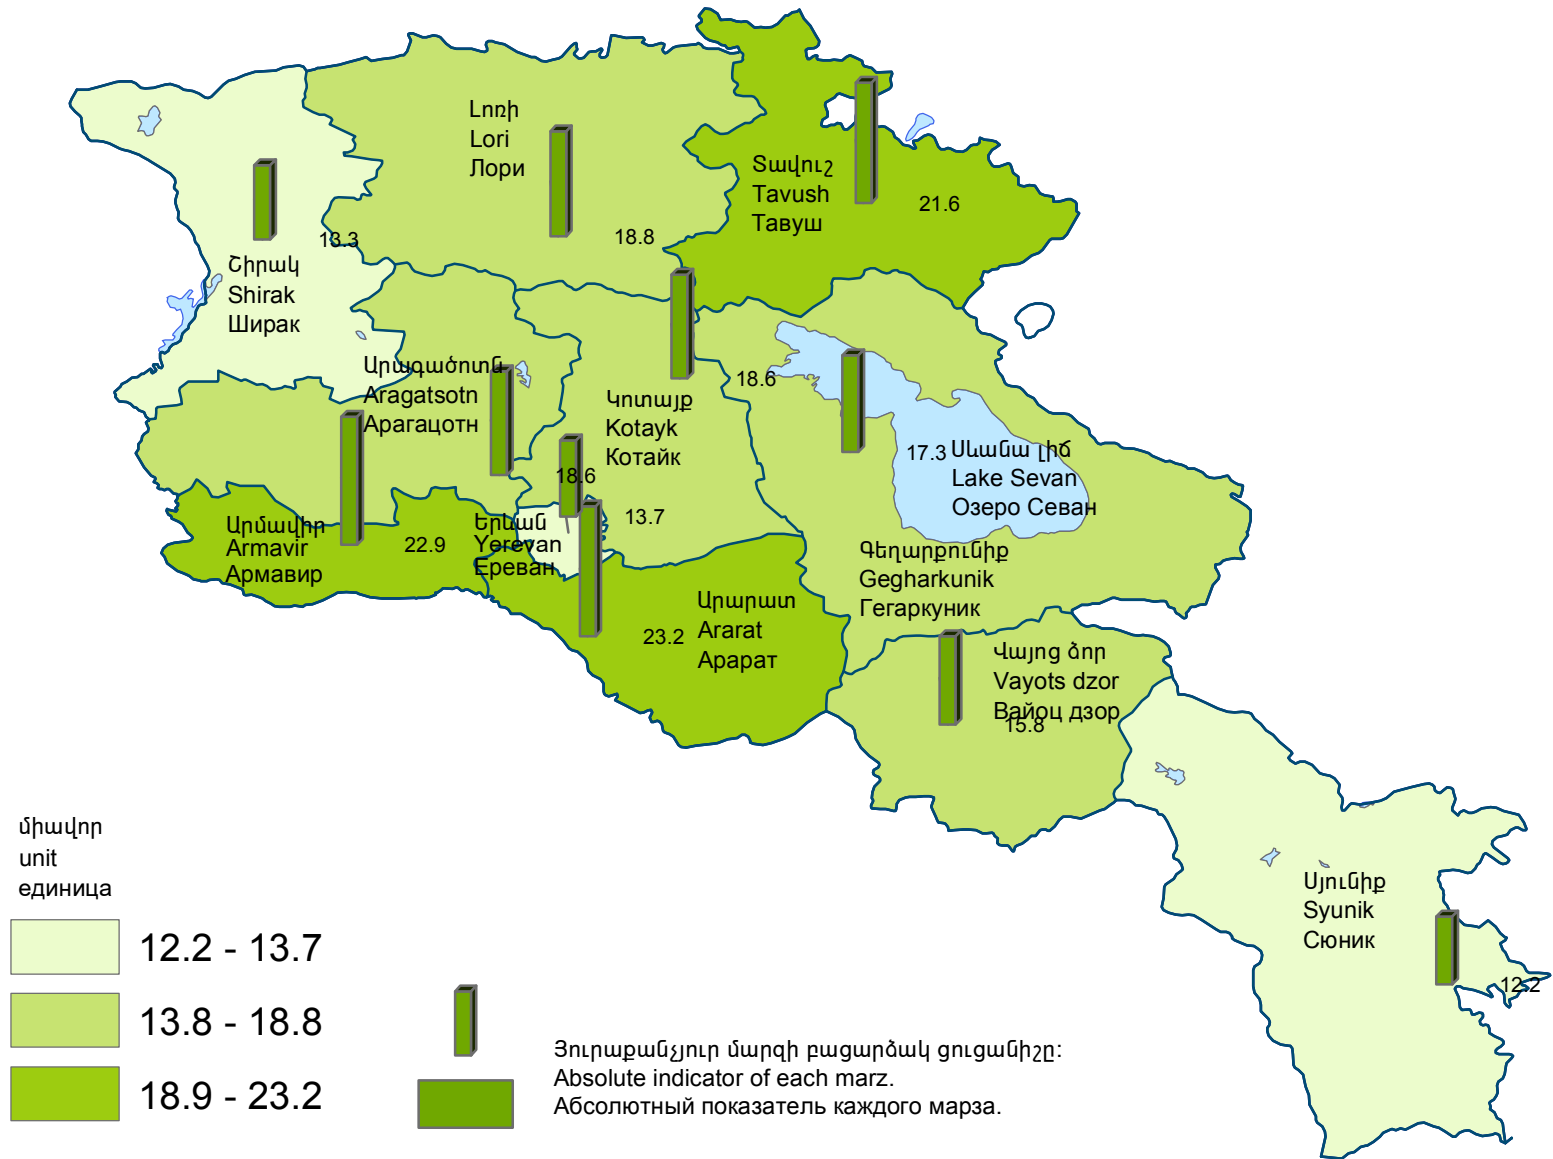 Լոռի
Lori
Лори
18.8
Տավուշ
Tavush
Тавуш
21.6
13.3
Շիրակ
Shirak
Ширак
Արագածոտն
Aragatsotn
Арагацотн
18.6
Կոտայք
Kotayk
Котайк
18.6
13.7
17.3
Սևանա լիճ
Lake Sevan
Озеро Севан
Գեղարքունիք
Gegharkunik
Гегаркуник
Արմավիր
Armavir
Армавир
22.9
Երևան
Yerevan
Ереван
23.2
Արարատ
Ararat
Арарат
Վայոց ձոր
Vayots dzor
Вайоц дзор
15.8
Սյունիք
Syunik
Сюник
12.2
միավոր
unit
единица
12.2 - 13.7
13.8 - 18.8
18.9 - 23.2
Յուրաքանչյուր մարզի բացարձակ ցուցանիշը:
Absolute indicator of each marz.
Абсолютный показатель каждого марза.